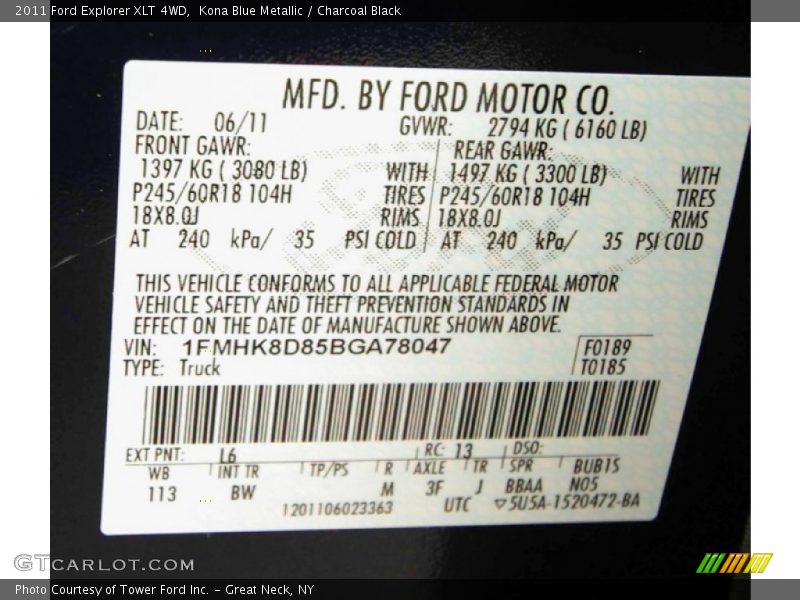 2011 Ford Explorer XLT 4WD,  Kona Blue Metallic / Charcoal Black
MFD. BY FORD MOTOR CO.
DATE: 06/11 GVWR: 2794 KG ( 6160 LB)
FRONT GAWR: REAR GAWR:
1397 KG ( 3080 LB) WITH 1497 KG ( 3300 LB) WITH
P245/60R18 104H TIRES P245/60R18 104H TIRES
18X8.0J RIMS 18X8.0J RIMS
AT 240 kPa/ 35 PSI COLD AT 240 kPa/ 35 PSI COLD
THIS VEHICLE CONFORMS TO ALL APPLICABLE FEDERAL MOTOR
VEHICLE SAFETY AND THEFT PREVENTION STANDARDS IN
EFFECT ON THE DATE OF MANUFACTURE SHOWN ABOVE.
VIN: 1FMHK8D85BGA78047 F0189
TYPE: Truck T0185
EXT PNT: L6 RC: 13 DSO:
WB INT TR TP/PS R AXLE TR SPR BUB1S
113 BW M 3F J BBAA N05
1201106023363 UTC ▽5U5A-1520472-BA
GTCARLOT.COM
Photo Courtesy of Tower Ford Inc. - Great Neck, NY